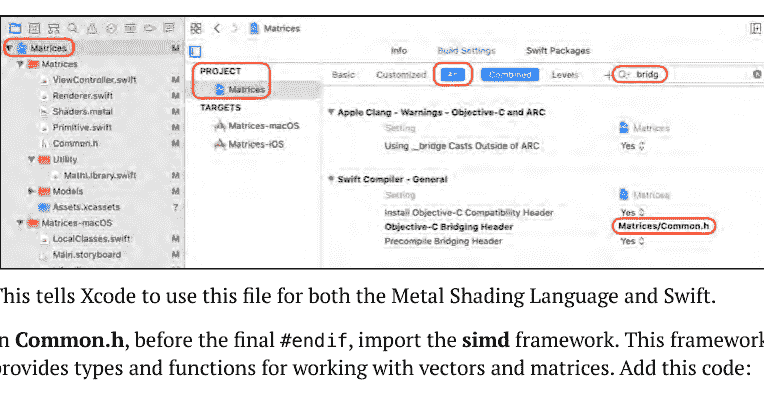 Matrices
Info Build Settings Swift Packages
Matrices M
Matrices
ViewController.swift M
Renderer.swift M
Shaders.metal M
Primitive.swift M
Common.h M
Utility
MathLibrary.swift M
Models
Assets.xcassets ?
Matrices-macOS
LocalClasses.swift M
Main.storyboard M
PROJECT
Matrices
TARGETS
Matrices-macOS
Matrices-iOS
Basic Customized All Combined Levels + bridg
Apple Clang - Warnings - Objective-C and ARC
Setting Matrices
Using __bridge Casts Outside of ARC Yes
Swift Compiler - General
Setting Matrices
Install Objective-C Compatibility Header Yes
Objective-C Bridging Header Matrices/Common.h
Precompile Bridging Header Yes
This tells Xcode to use this file for both the Metal Shading Language and Swift.
In Common.h, before the final #endif, import the simd framework. This framework
provides types and functions for working with vectors and matrices. Add this code: